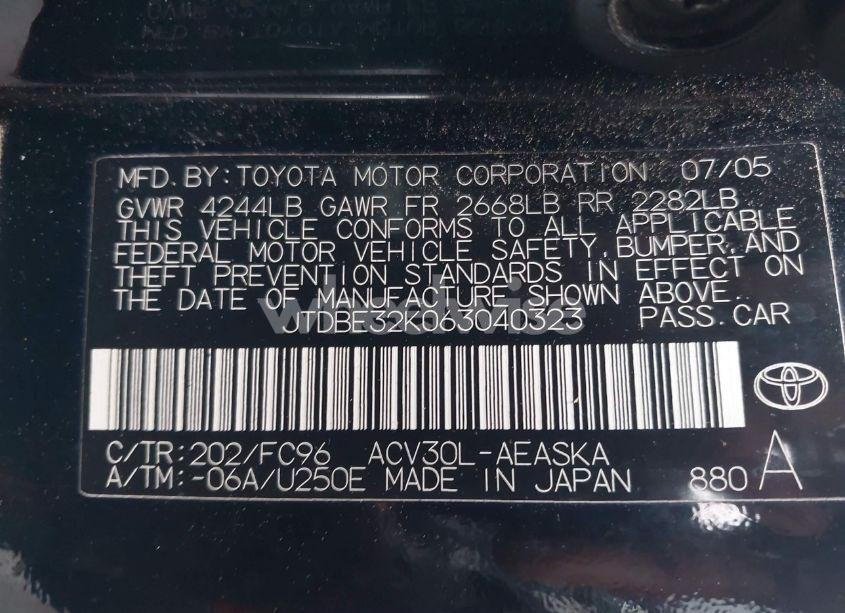 MFD. BY: TOYOTA MOTOR CORPORATION 07/05
GVWR 4244LB GAWR FR 2668LB RR 2282LB
THIS VEHICLE CONFORMS TO ALL APPLICABLE
FEDERAL MOTOR VEHICLE SAFETY, BUMPER, AND
THEFT PREVENTION STANDARDS IN EFFECT ON
THE DATE OF MANUFACTURE SHOWN ABOVE.
JTDBE32K063040323 PASS. CAR
C/TR: 202/FC96 ACV30L-AEASKA
A/TM: -06A/U250E MADE IN JAPAN 880 A